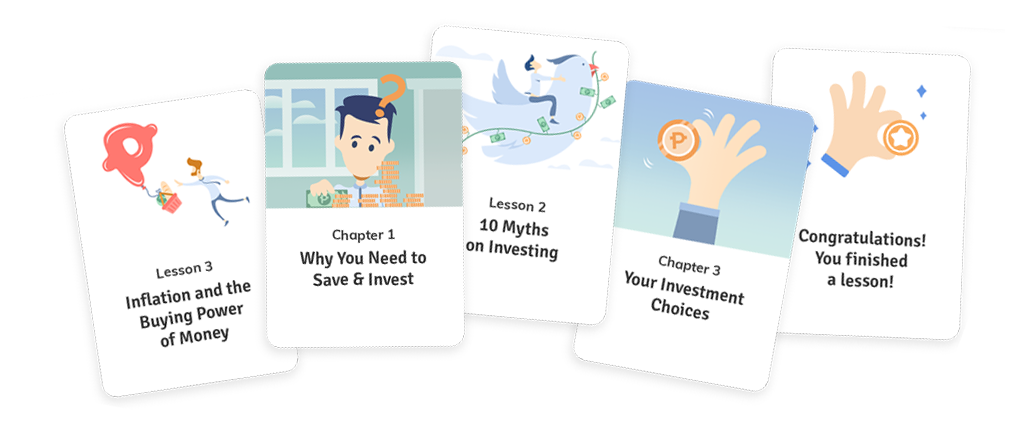 Lesson 3
Inflation and the
Buying Power
of Money
Chapter 1
Why You Need to
Save & Invest
Lesson 2
10 Myths
on Investing
Chapter 3
Your Investment
Choices
Congratulations!
You finished
a lesson!